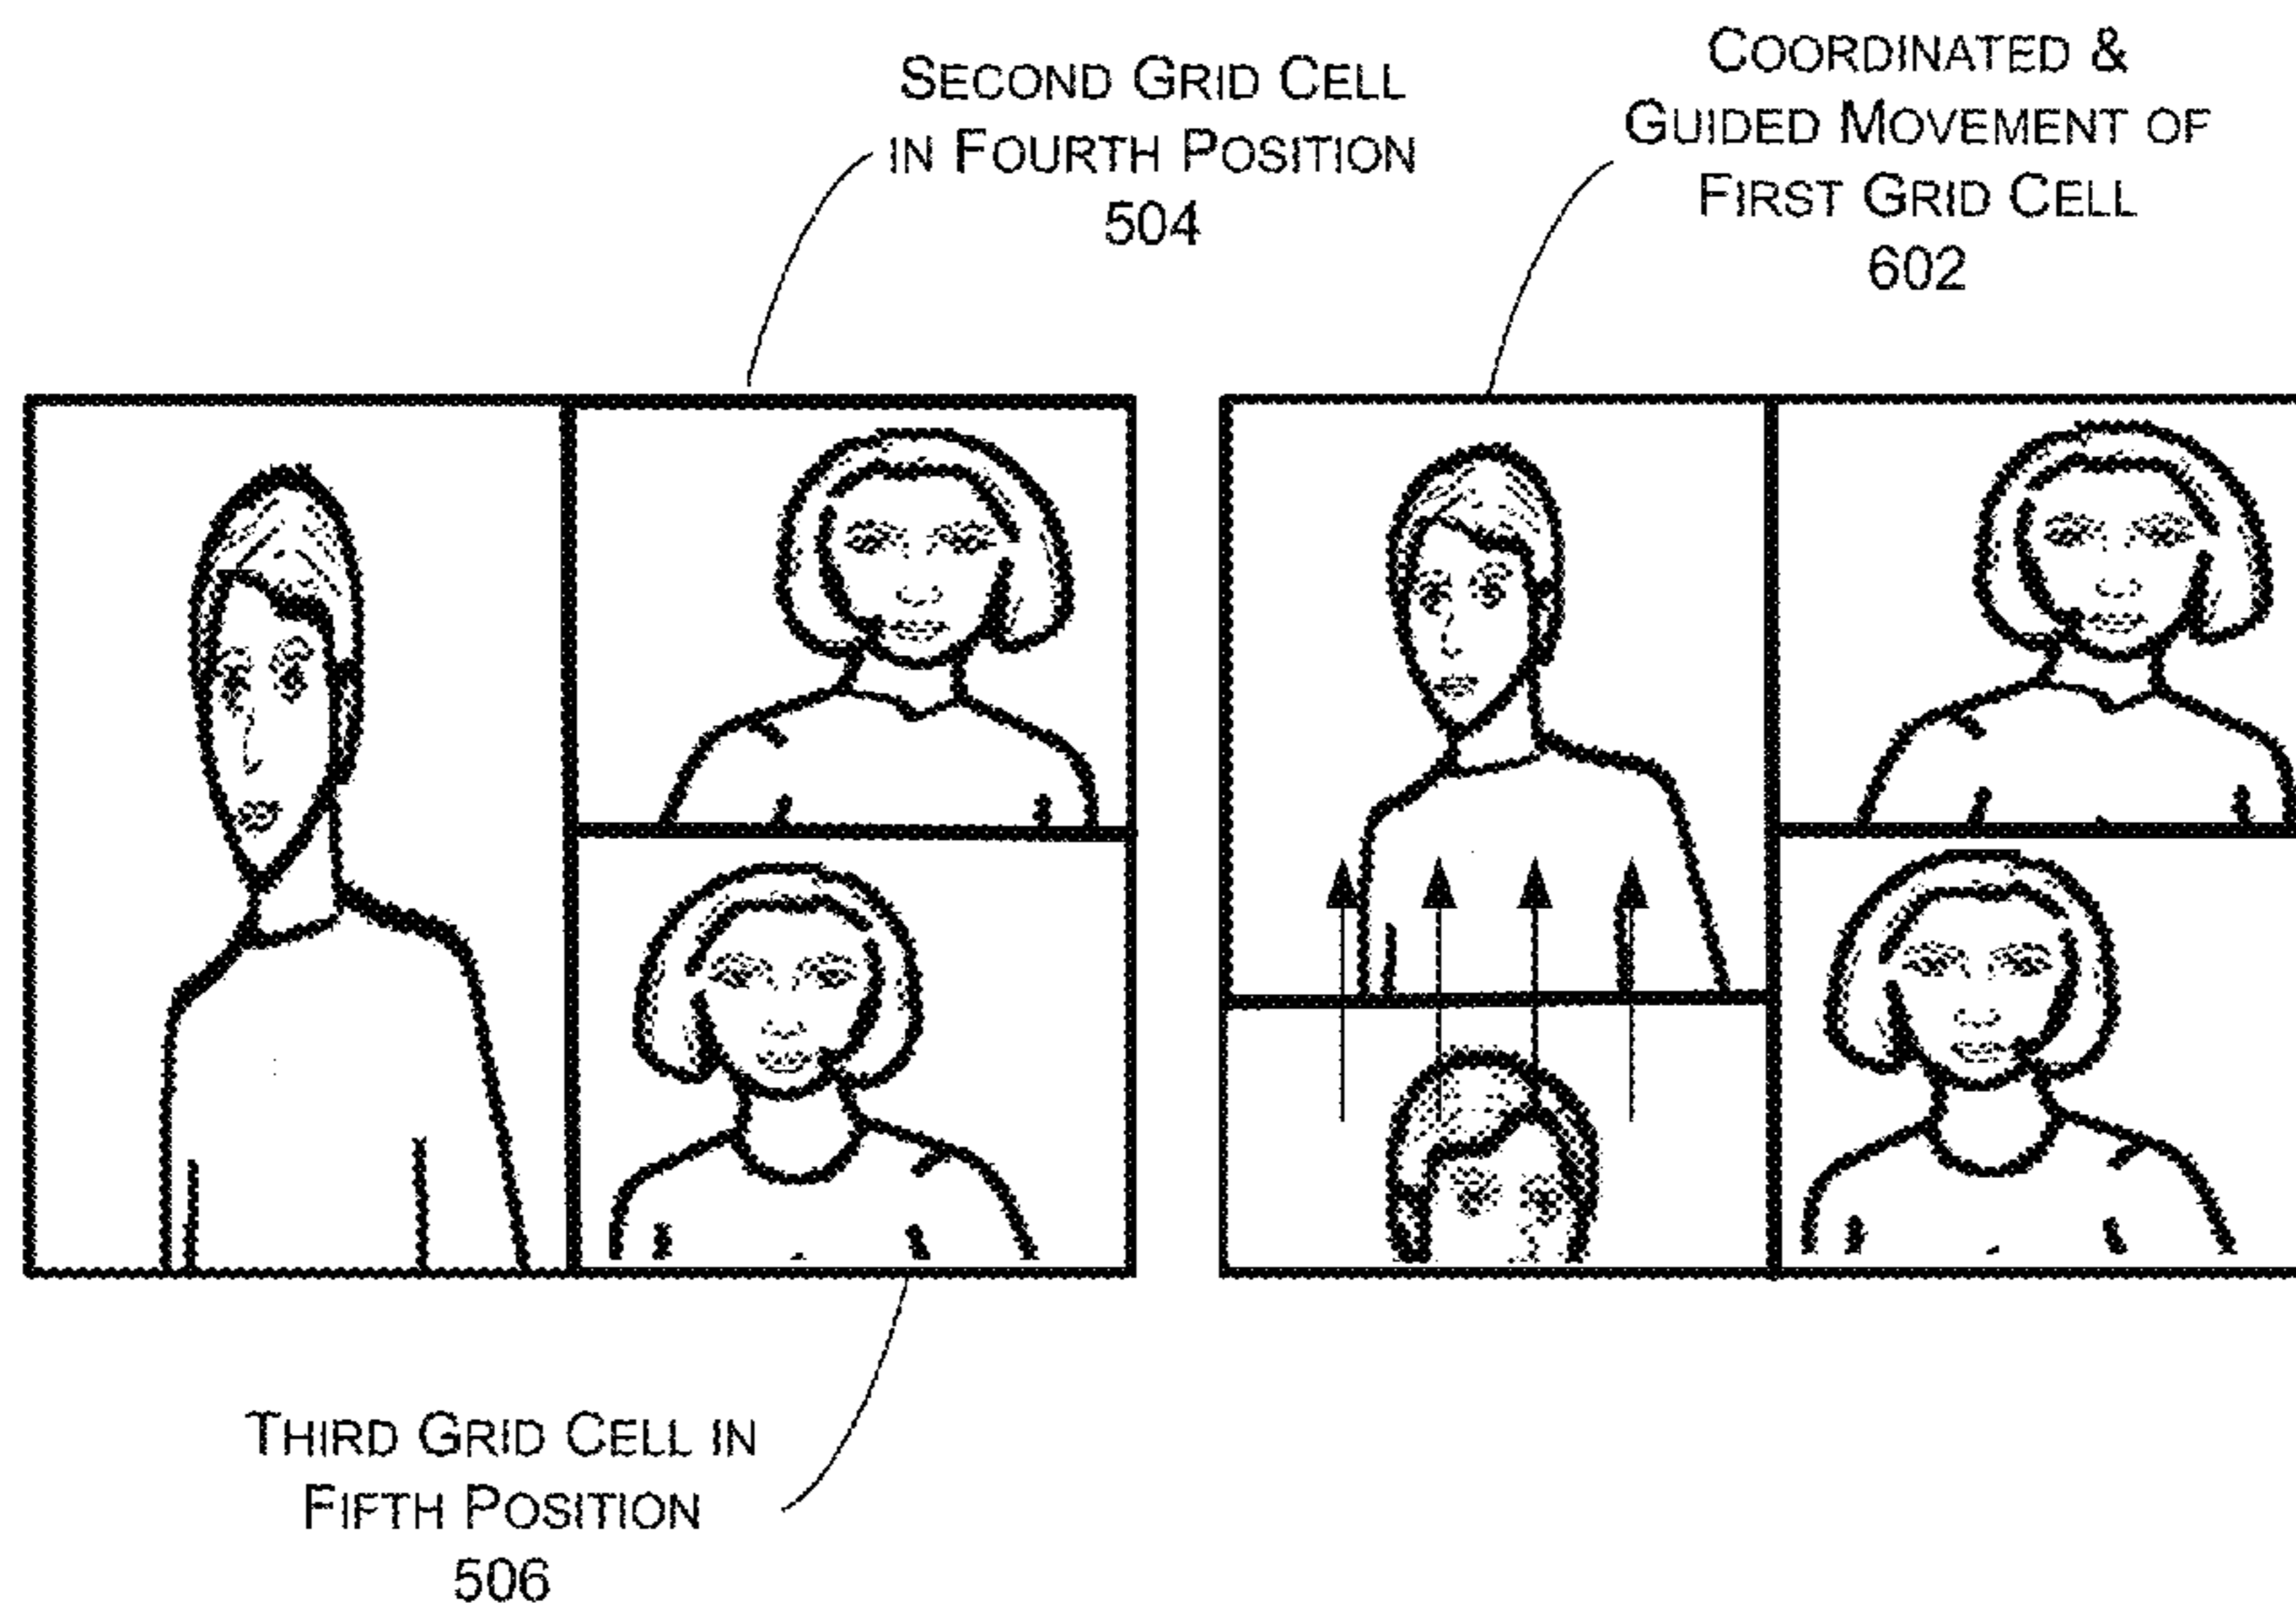 SECOND GRID CELL
IN FOURTH POSITION
504
COORDINATED &
GUIDED MOVEMENT OF
FIRST GRID CELL
602
THIRD GRID CELL IN
FIFTH POSITION
506